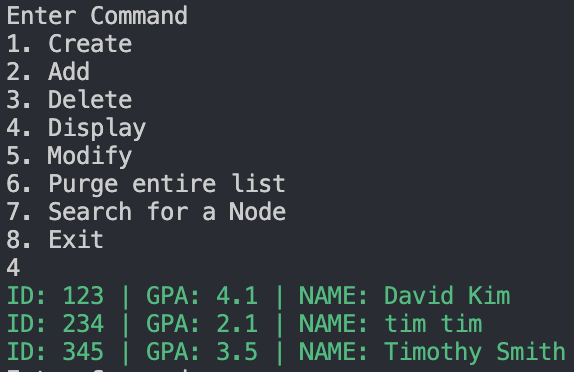 Enter Command
1. Create
2. Add
3. Delete
4. Display
5. Modify
6. Purge entire list
7. Search for a Node
8. Exit
4
ID: 123 | GPA: 4.1 | NAME: David Kim
ID: 234 | GPA: 2.1 | NAME: tim tim
ID: 345 | GPA: 3.5 | NAME: Timothy Smith